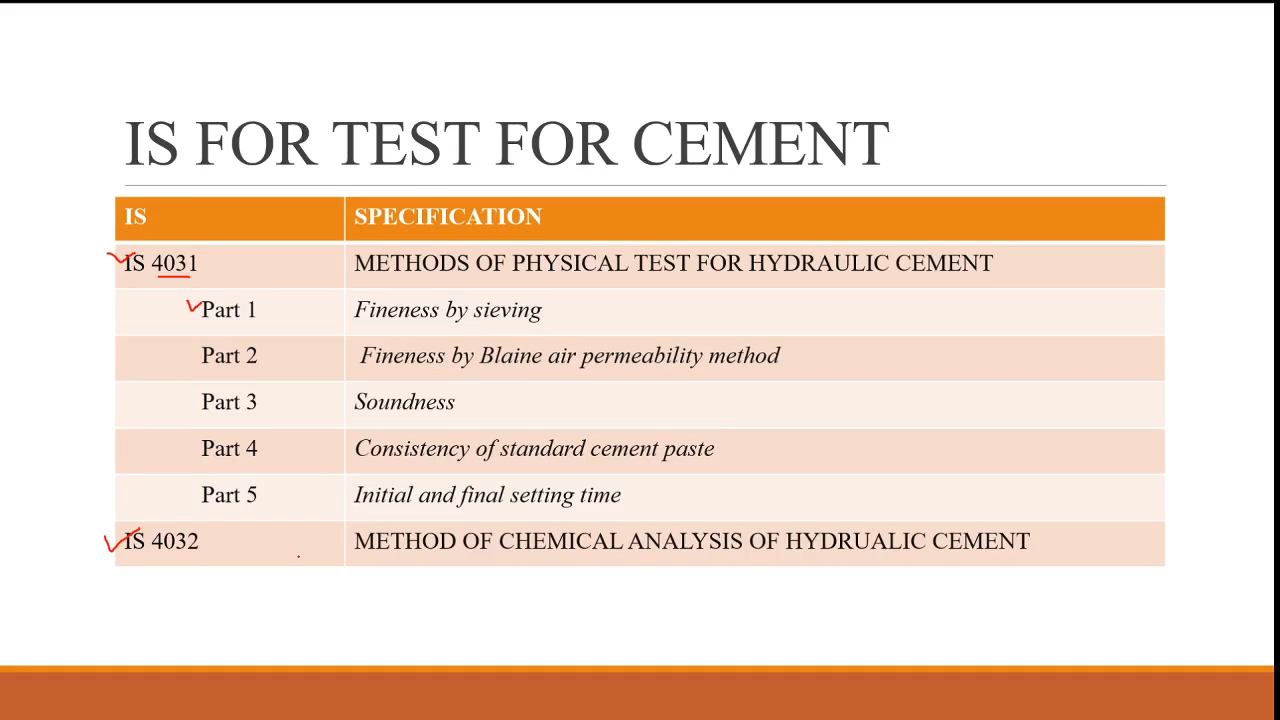 IS FOR TEST FOR CEMENT
IS SPECIFICATION
IS 4031 METHODS OF PHYSICAL TEST FOR HYDRAULIC CEMENT
Part 1 Fineness by sieving
Part 2 Fineness by Blaine air permeability method
Part 3 Soundness
Part 4 Consistency of standard cement paste
Part 5 Initial and final setting time
IS 4032 METHOD OF CHEMICAL ANALYSIS OF HYDRUALIC CEMENT